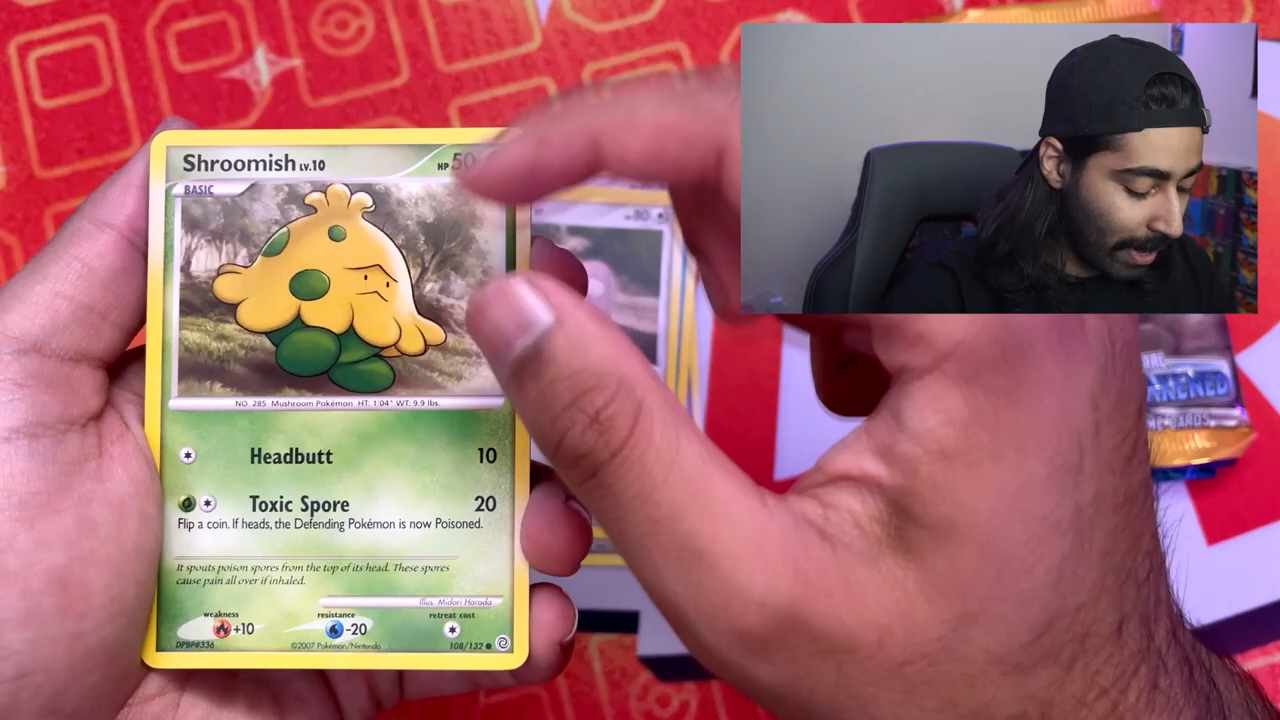 Shroomish LV.10 HP 50
BASIC
NO. 285 Mushroom Pokémon HT. 1'04" WT. 9.9 lbs.
Headbutt 10
Toxic Spore 20
Flip a coin. If heads, the Defending Pokémon is now Poisoned.
It spouts poison spores from the top of its head. These spores
cause pain all over if inhaled.
Illus. Midori Harada
weakness resistance retreat cost
+10 -20
DPBP#336 ©2007 Pokémon/Nintendo 108/132